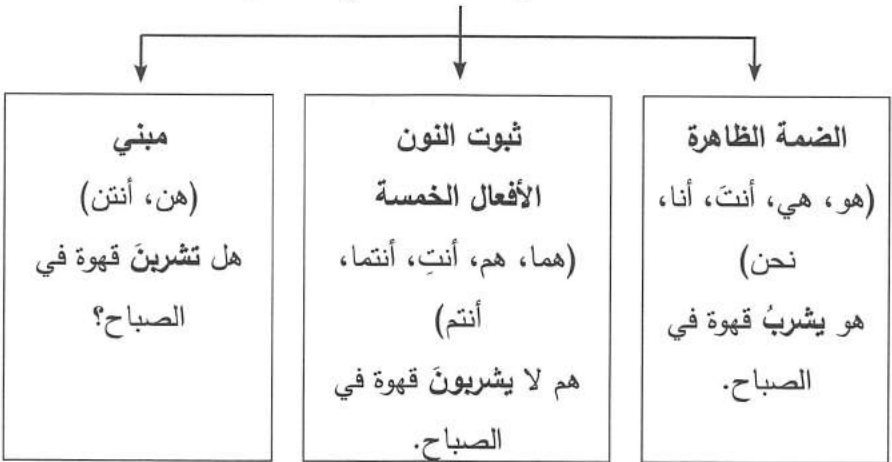 الضمة الظاهرة
(هو، هي، أنتَ، أنا،
نحن)
هو يشربُ قهوة في
الصباح.
ثبوت النون
الأفعال الخمسة
(هما، هم، أنتِ، أنتما،
أنتم)
هم لا يشربونَ قهوة في
الصباح.
مبني
(هن، أنتن)
هل تشربنَ قهوة في
الصباح؟